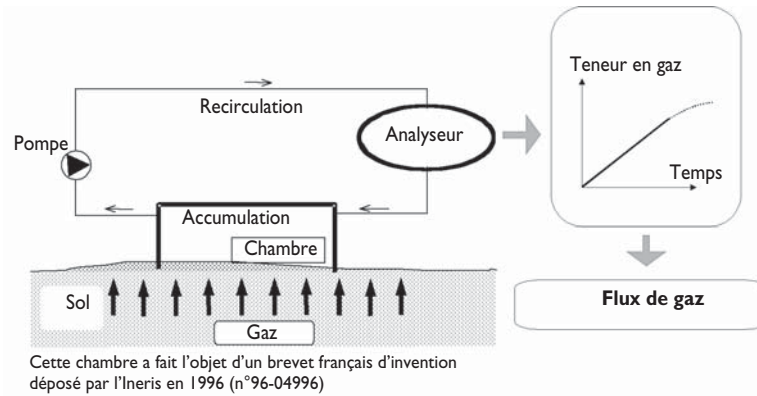 Teneur en gaz
Recirculation
Pompe
Analyseur
Temps
Accumulation
Chambre
Sol
Gaz
Flux de gaz
Cette chambre a fait l'objet d'un brevet français d'invention
déposé par l'Ineris en 1996 (n°96-04996)